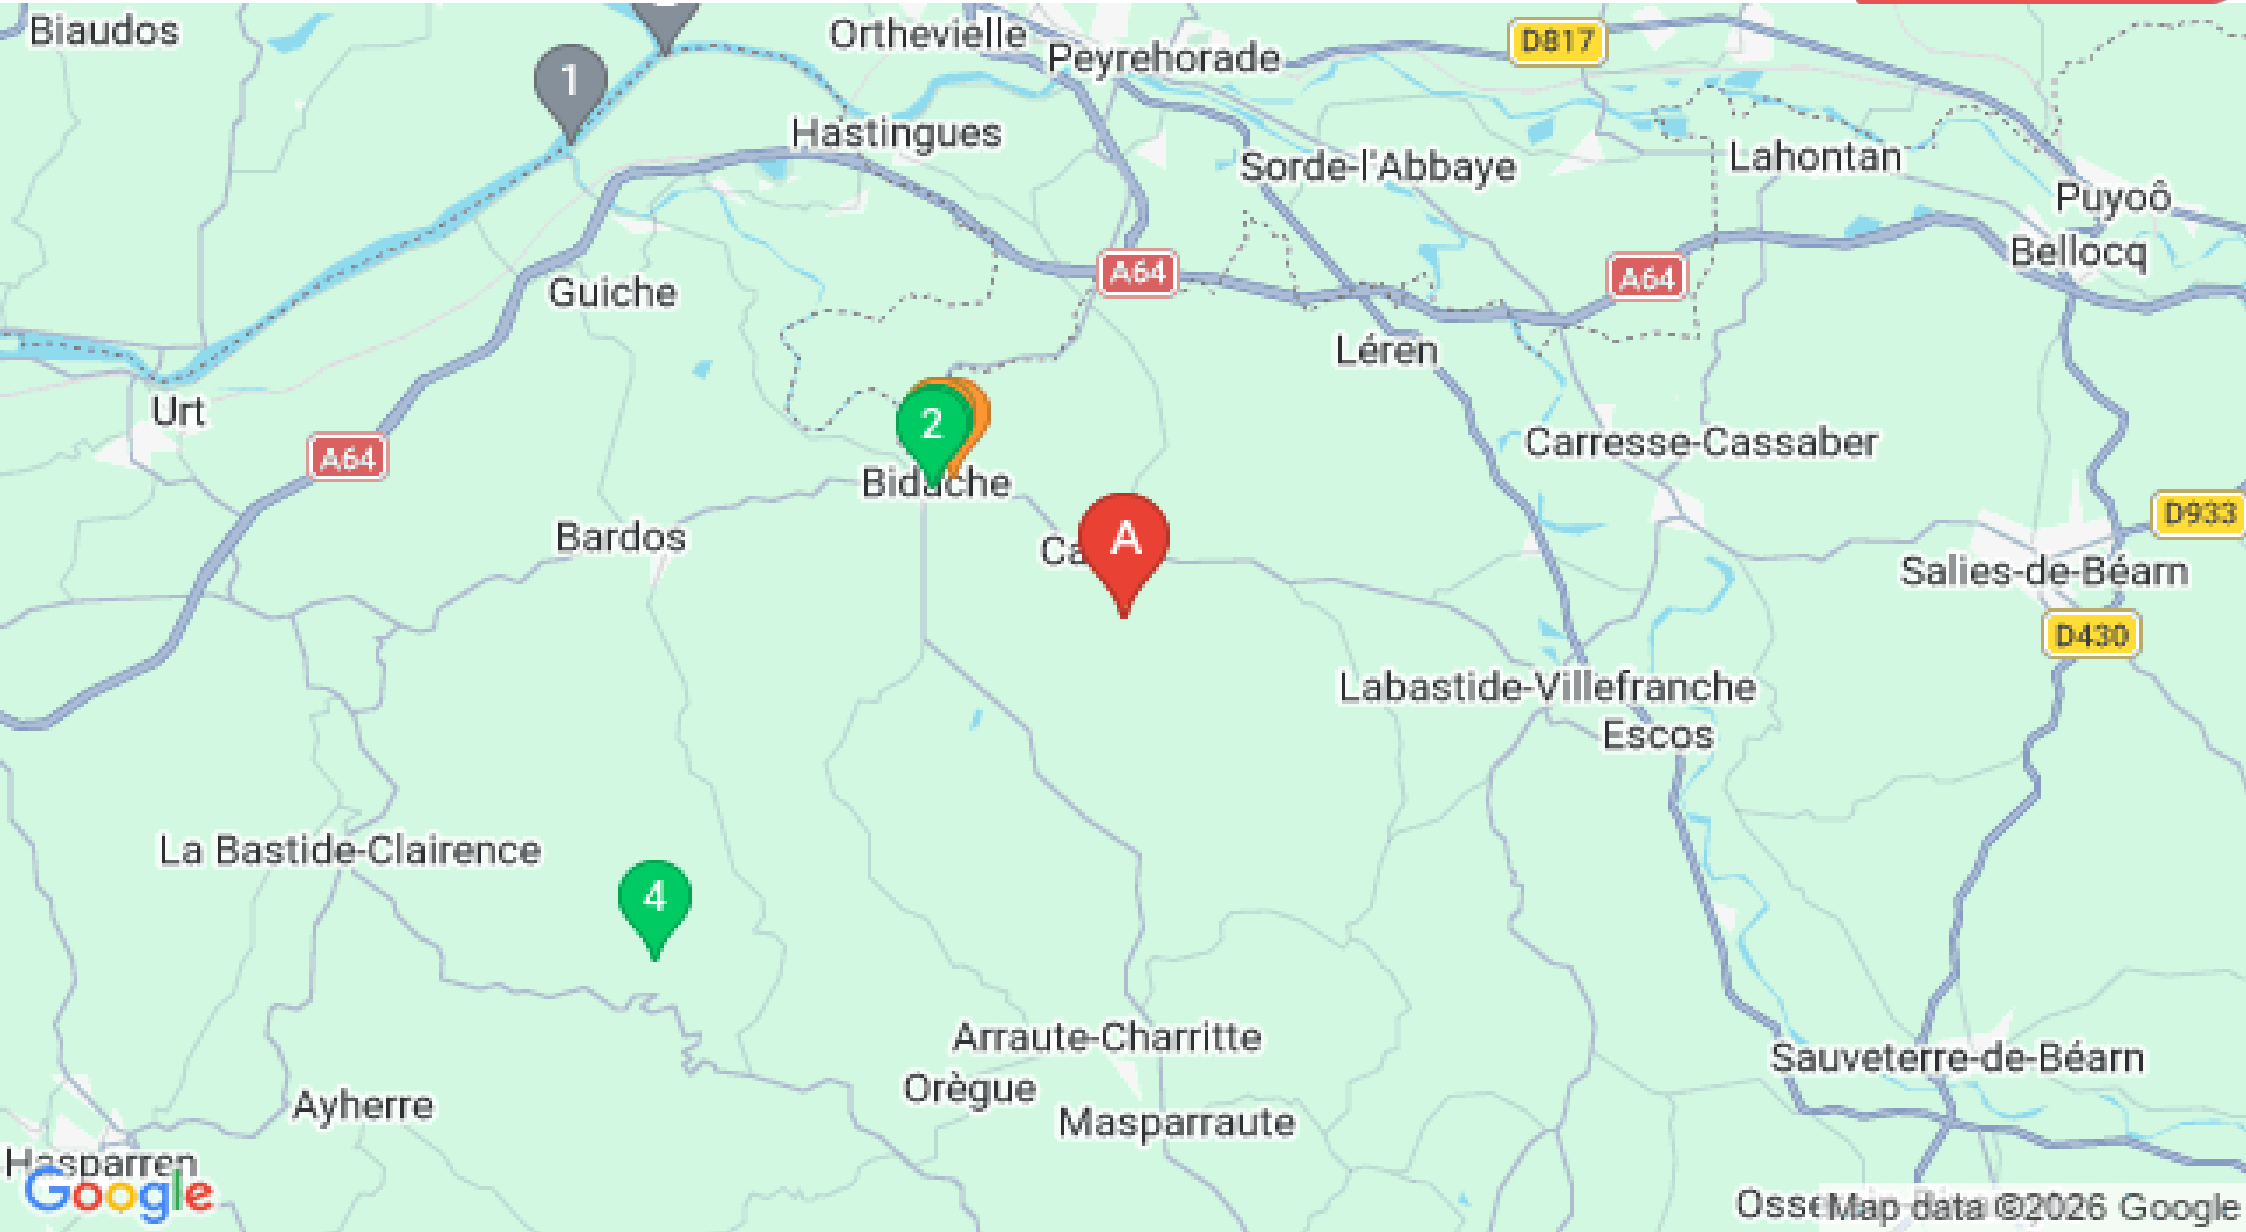 Biaudos
Orthevielle
Peyrehorade
D817
1
Hastingues
Sorde-l'Abbaye
Lahontan
Puyoô
Bellocq
A64
A64
Guiche
Léren
Urt
2
A64
Carresse-Cassaber
Bidache
D933
Bardos
A
Salies-de-Béarn
D430
Labastide-Villefranche
Escos
La Bastide-Clairence
4
Arraute-Charritte
Sauveterre-de-Béarn
Orègue
Ayherre
Masparraute
Hasparren
Google
Map data ©2026 Google